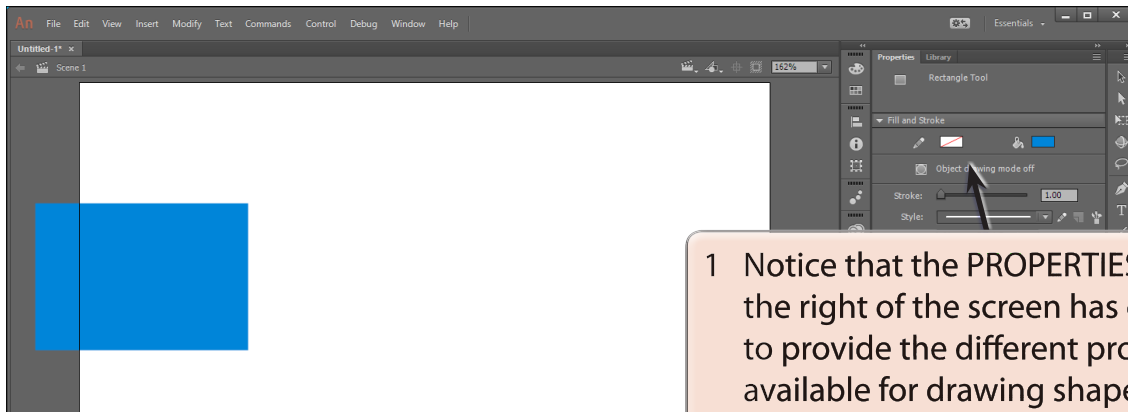 An File Edit View Insert Modify Text Commands Control Debug Window Help Essentials
Untitled-1* ×
Scene 1 162%
Properties Library
Rectangle Tool
Fill and Stroke
Object drawing mode off
Stroke: 1.00
Style:
1 Notice that the PROPERTIES
the right of the screen has
to provide the different pro
available for drawing shape